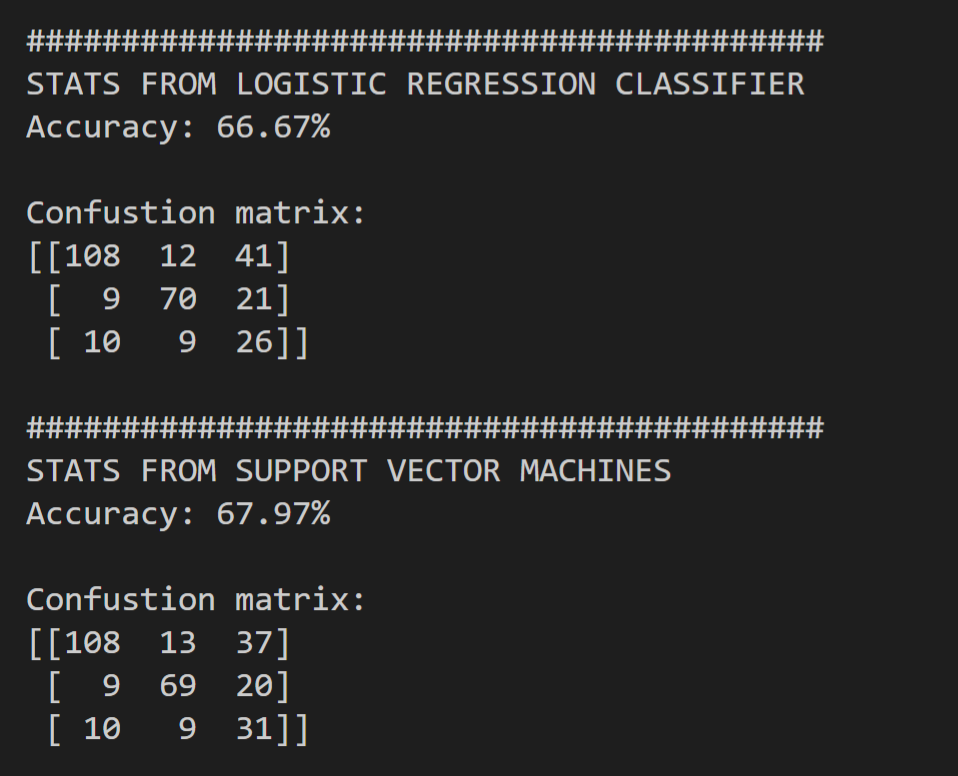 ##########################################
STATS FROM LOGISTIC REGRESSION CLASSIFIER
Accuracy: 66.67%
Confustion matrix:
[[108  12  41]
 [  9  70  21]
 [ 10   9  26]]
##########################################
STATS FROM SUPPORT VECTOR MACHINES
Accuracy: 67.97%
Confustion matrix:
[[108  13  37]
 [  9  69  20]
 [ 10   9  31]]